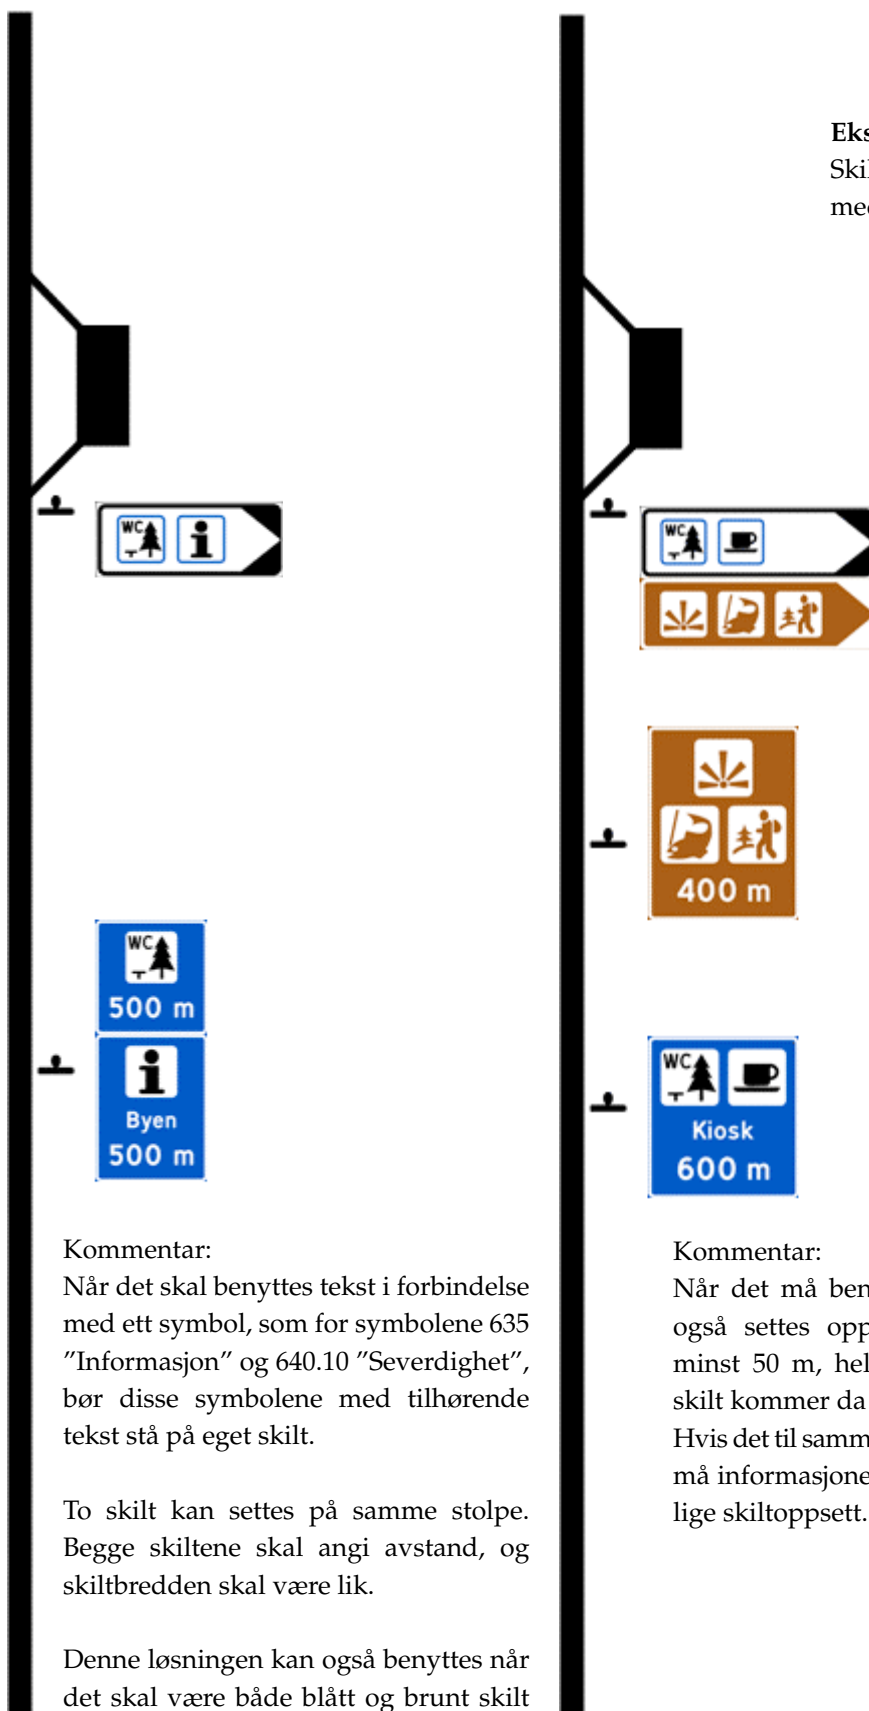 WC
WC
500 m
Byen
500 m
Kommentar:
Når det skal benyttes tekst i forbindelse
med ett symbol, som for symbolene 635
”Informasjon” og 640.10 ”Severdighet”,
bør disse symbolene med tilhørende
tekst stå på eget skilt.
To skilt kan settes på samme stolpe.
Begge skiltene skal angi avstand, og
skiltbredden skal være lik.
Denne løsningen kan også benyttes når
det skal være både blått og brunt skilt
WC
400 m
WC
Kiosk
600 m
Kommentar:
Når det må
også settes opp
minst 50 m,
skilt kommer da
Hvis det til
må
lige skiltoppsett.